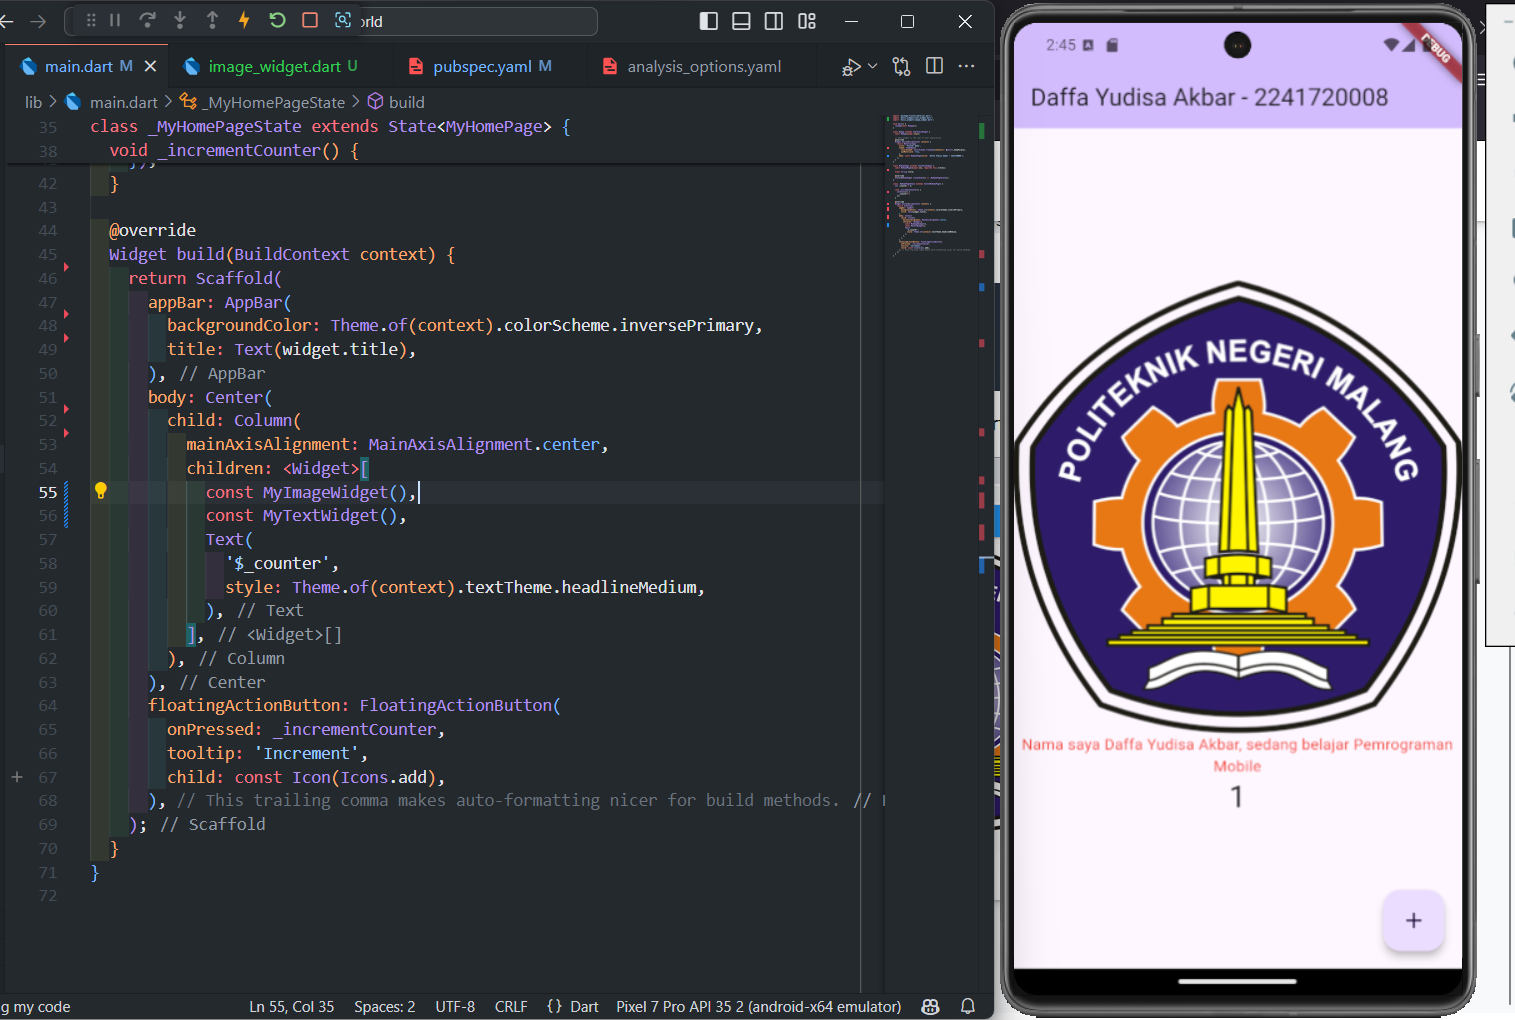 orld
main.dart M
image_widget.dart U
pubspec.yaml M
analysis_options.yaml
lib > main.dart > _MyHomePageState > build
35 class _MyHomePageState extends State<MyHomePage> {
38 void _incrementCounter() {
42 }
43
44 @override
45 Widget build(BuildContext context) {
46 return Scaffold(
47 appBar: AppBar(
48 backgroundColor: Theme.of(context).colorScheme.inversePrimary,
49 title: Text(widget.title),
50 ), // AppBar
51 body: Center(
52 child: Column(
53 mainAxisAlignment: MainAxisAlignment.center,
54 children: <Widget>[
55 const MyImageWidget(),
56 const MyTextWidget(),
57 Text(
58 '$_counter',
59 style: Theme.of(context).textTheme.headlineMedium,
60 ), // Text
61 ], // <Widget>[]
62 ), // Column
63 ), // Center
64 floatingActionButton: FloatingActionButton(
65 onPressed: _incrementCounter,
66 tooltip: 'Increment',
67 child: const Icon(Icons.add),
68 ), // This trailing comma makes auto-formatting nicer for build methods. //
69 ); // Scaffold
70 }
71 }
72
g my code
Ln 55, Col 35
Spaces: 2
UTF-8
CRLF
{} Dart
Pixel 7 Pro API 35 2 (android-x64 emulator)
2:45
DEBUG
Daffa Yudisa Akbar - 2241720008
POLITEKNIK NEGERI MALANG
Nama saya Daffa Yudisa Akbar, sedang belajar Pemrograman
Mobile
1